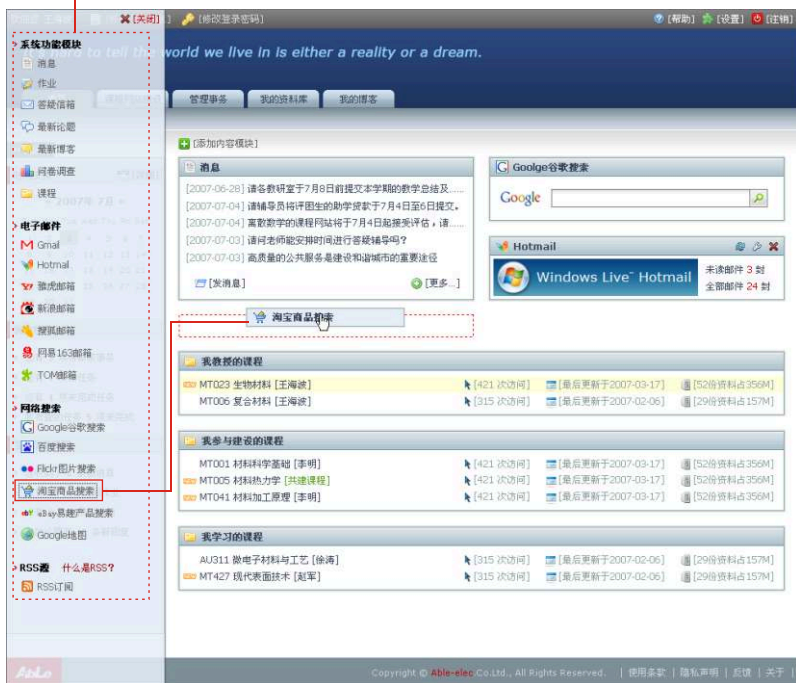 [关闭]
[修改登录密码]
[帮助] [设置] [注销]
to tell the world we live in is either a reality or a dream.
管理事务 我的资料库 我的博客
系统功能模块
消息
作业
答疑信箱
最新论题
最新博客
问卷调查
课程
电子邮件
Gmail
Hotmail
雅虎邮箱
新浪邮箱
搜狐邮箱
网易163邮箱
TOM邮箱
网络搜索
Google谷歌搜索
百度搜索
Flickr图片搜索
淘宝商品搜索
eBay易趣产品搜索
Google地图
RSS霞 什么是RSS?
RSS订阅
[添加内容模块]
消息
[2007-06-28] 请各教研室于7月8日前提交本学期的教学总结及......
[2007-07-04] 请辅导员将评困生的助学贷款于7月4日至6日提交。
[2007-07-04] 离散数学的课程网站将于7月4日起接受评估，请......
[2007-07-03] 请问老师能安排时间进行答疑辅导吗?
[2007-07-03] 高质量的公共服务是建设和谐城市的重要途径
[发消息] [更多...]
Goolge谷歌搜索
Google
Hotmail
Windows Live™ Hotmail
未读邮件 3 封
全部邮件 24 封
淘宝商品搜索
我教授的课程
MT023 生物材料 [王海波] [421 次访问] [最后更新于2007-03-17] [52份资料占356M]
MT006 复合材料 [王海波] [315 次访问] [最后更新于2007-02-06] [29份资料占157M]
我参与建设的课程
MT001 材料科学基础 [李明] [421 次访问] [最后更新于2007-03-17] [52份资料占356M]
MT005 材料热力学 [共建课程] [421 次访问] [最后更新于2007-03-17] [52份资料占356M]
MT041 材料加工原理 [李明] [421 次访问] [最后更新于2007-03-17] [52份资料占356M]
我学习的课程
AU311 微电子材料与工艺 [徐涛] [315 次访问] [最后更新于2007-02-06] [29份资料占157M]
MT427 现代表面技术 [赵军] [315 次访问] [最后更新于2007-02-06] [29份资料占157M]
AbLe
Copyright © Able-elec Co.Ltd., All Rights Reserved. | 使用条款 | 隐私声明 | 反馈 | 关于 |